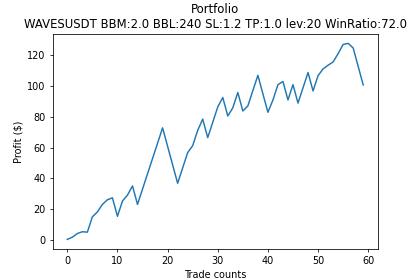 Portfolio
WAVESUSDT BBM:2.0 BBL:240 SL:1.2 TP:1.0 lev:20 WinRatio:72.0
120
100
80
60
40
20
0
Profit ($)
0 10 20 30 40 50 60
Trade counts